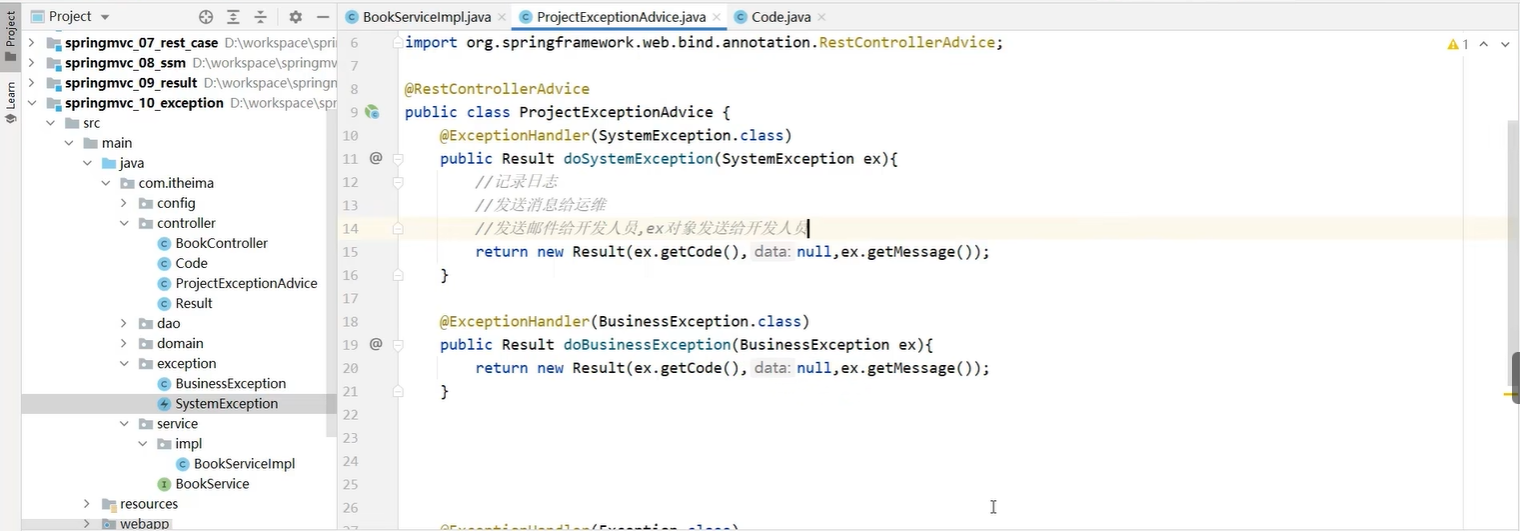 Project
Learn
Project
springmvc_07_rest_case D:\workspace\spri
springmvc_08_ssm D:\workspace\springmv
springmvc_09_result D:\workspace\springn
springmvc_10_exception D:\workspace\spr
src
main
java
com.itheima
config
controller
BookController
Code
ProjectExceptionAdvice
Result
dao
domain
exception
BusinessException
SystemException
service
impl
BookServiceImpl
BookService
resources
webapp
BookServiceImpl.java ProjectExceptionAdvice.java Code.java
1
6 import org.springframework.web.bind.annotation.RestControllerAdvice;
7
8 @RestControllerAdvice
9 public class ProjectExceptionAdvice {
10 @ExceptionHandler(SystemException.class)
11 @ public Result doSystemException(SystemException ex){
12 //记录日志
13 //发送消息给运维
14 //发送邮件给开发人员,ex对象发送给开发人员
15 return new Result(ex.getCode(), data: null,ex.getMessage());
16 }
17
18 @ExceptionHandler(BusinessException.class)
19 @ public Result doBusinessException(BusinessException ex){
20 return new Result(ex.getCode(), data: null,ex.getMessage());
21 }
22
23
24
25
26
27 @ExceptionHandler(Exception.class)